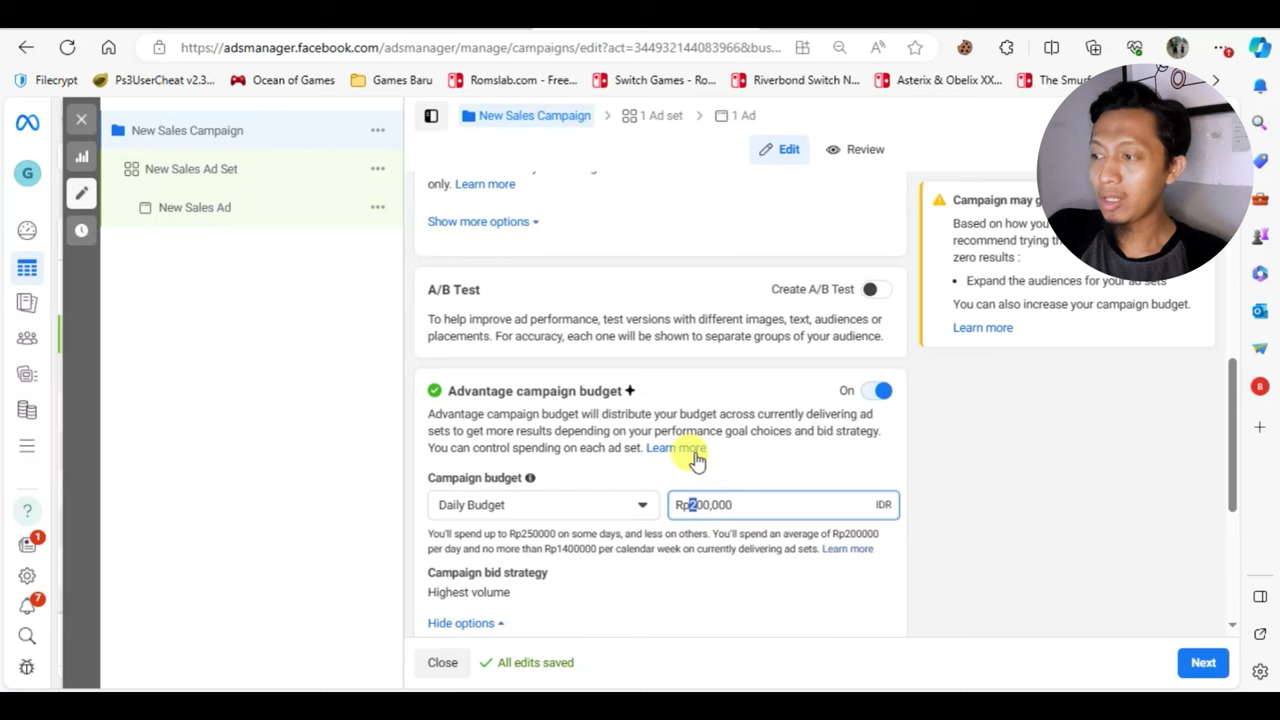 https://adsmanager.facebook.com/adsmanager/manage/campaigns/edit?act=344932144083966&bus...
Filecrypt
Ps3UserCheat v2.3...
Ocean of Games
Games Baru
Romslab.com - Free...
Switch Games - Ro...
Riverbond Switch N...
Asterix & Obelix XX...
The Smurf
New Sales Campaign
New Sales Ad Set
New Sales Ad
G
New Sales Campaign
1 Ad set
1 Ad
Edit
Review
only. Learn more
Show more options
A/B Test
Create A/B Test
To help improve ad performance, test versions with different images, text, audiences or
placements. For accuracy, each one will be shown to separate groups of your audience.
Advantage campaign budget
On
Advantage campaign budget will distribute your budget across currently delivering ad
sets to get more results depending on your performance goal choices and bid strategy.
You can control spending on each ad set. Learn more
Campaign budget
Daily Budget
Rp200,000
IDR
You'll spend up to Rp250000 on some days, and less on others. You'll spend an average of Rp200000
per day and no more than Rp1400000 per calendar week on currently delivering ad sets. Learn more
Campaign bid strategy
Highest volume
Hide options
Close
All edits saved
Next
Campaign may g
Based on how you
recommend trying th
zero results :
Expand the audiences for your ad sets
You can also increase your campaign budget.
Learn more
1
7
8